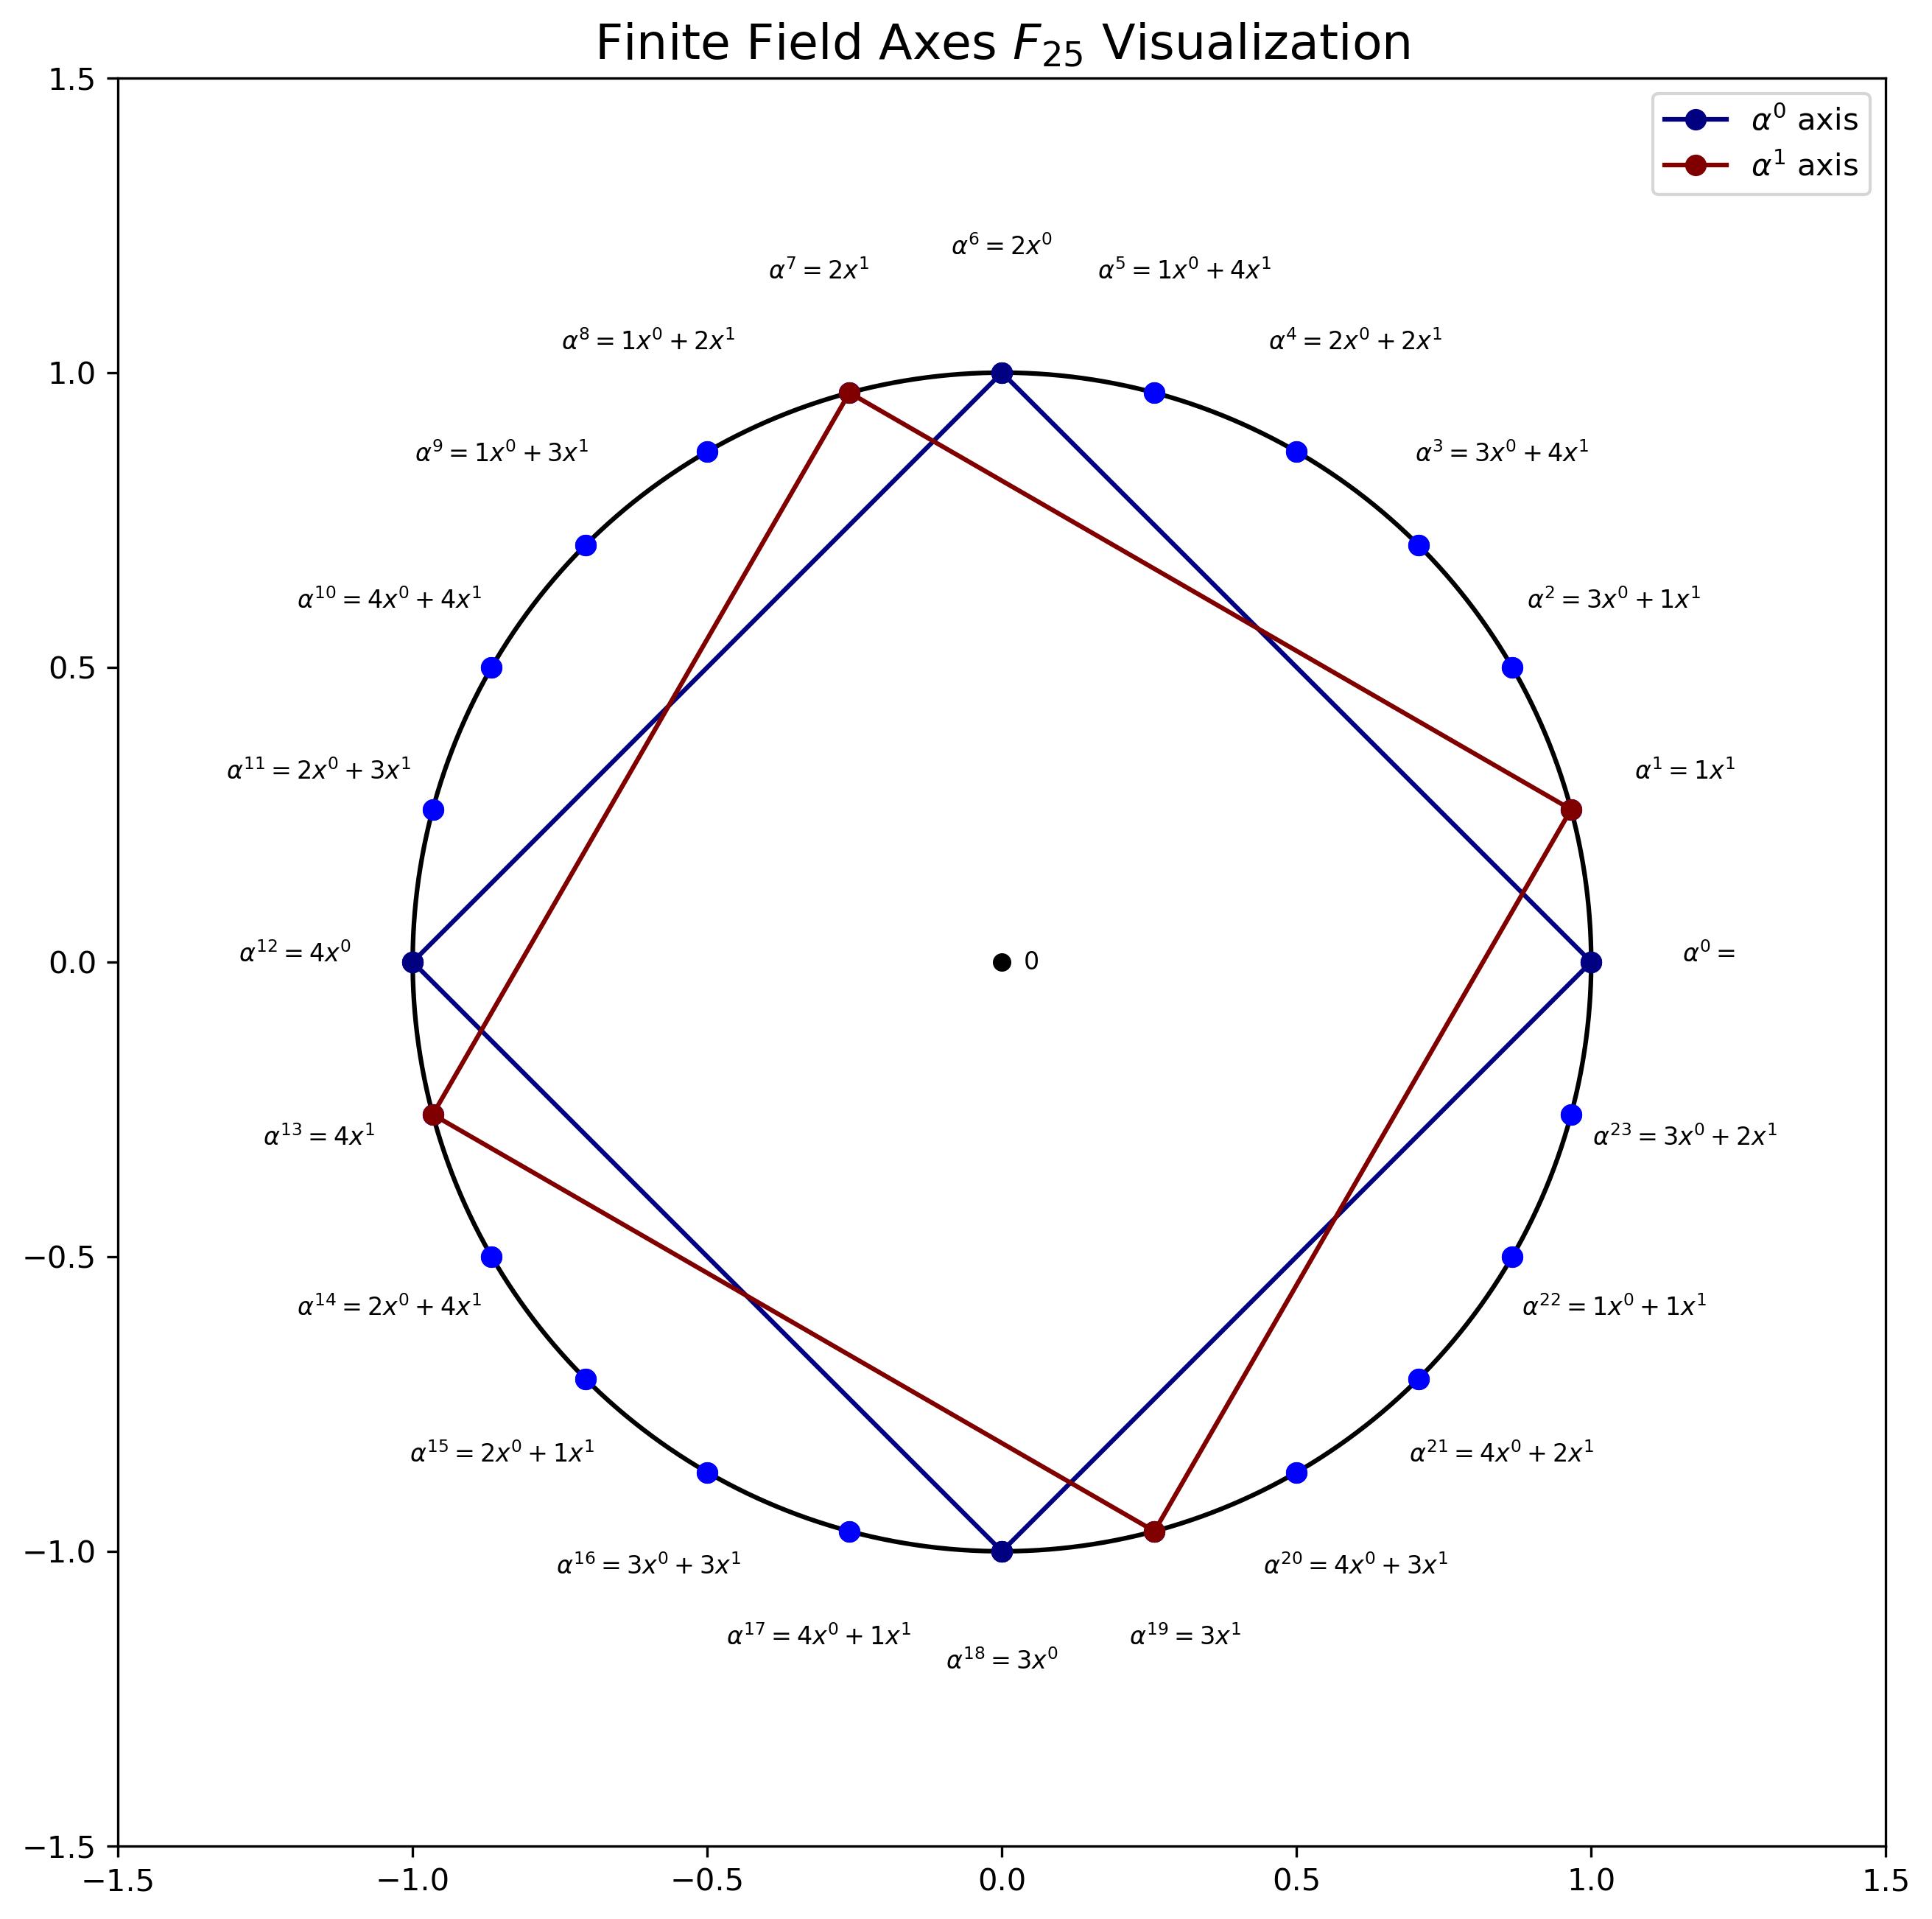 Finite Field Axes $F_{25}$ Visualization
1.5
$\alpha^0$ axis
$\alpha^1$ axis
$\alpha^6 = 2x^0$
$\alpha^7 = 2x^1$
$\alpha^5 = 1x^0 + 4x^1$
$\alpha^8 = 1x^0 + 2x^1$
$\alpha^4 = 2x^0 + 2x^1$
1.0
$\alpha^9 = 1x^0 + 3x^1$
$\alpha^3 = 3x^0 + 4x^1$
$\alpha^{10} = 4x^0 + 4x^1$
$\alpha^2 = 3x^0 + 1x^1$
0.5
$\alpha^{11} = 2x^0 + 3x^1$
$\alpha^1 = 1x^1$
0.0
$\alpha^{12} = 4x^0$
0
$\alpha^0 =$
$\alpha^{13} = 4x^1$
$\alpha^{23} = 3x^0 + 2x^1$
−0.5
$\alpha^{14} = 2x^0 + 4x^1$
$\alpha^{22} = 1x^0 + 1x^1$
$\alpha^{15} = 2x^0 + 1x^1$
$\alpha^{21} = 4x^0 + 2x^1$
−1.0
$\alpha^{16} = 3x^0 + 3x^1$
$\alpha^{20} = 4x^0 + 3x^1$
$\alpha^{17} = 4x^0 + 1x^1$
$\alpha^{18} = 3x^0$
$\alpha^{19} = 3x^1$
−1.5
−1.5 −1.0 −0.5 0.0 0.5 1.0 1.5